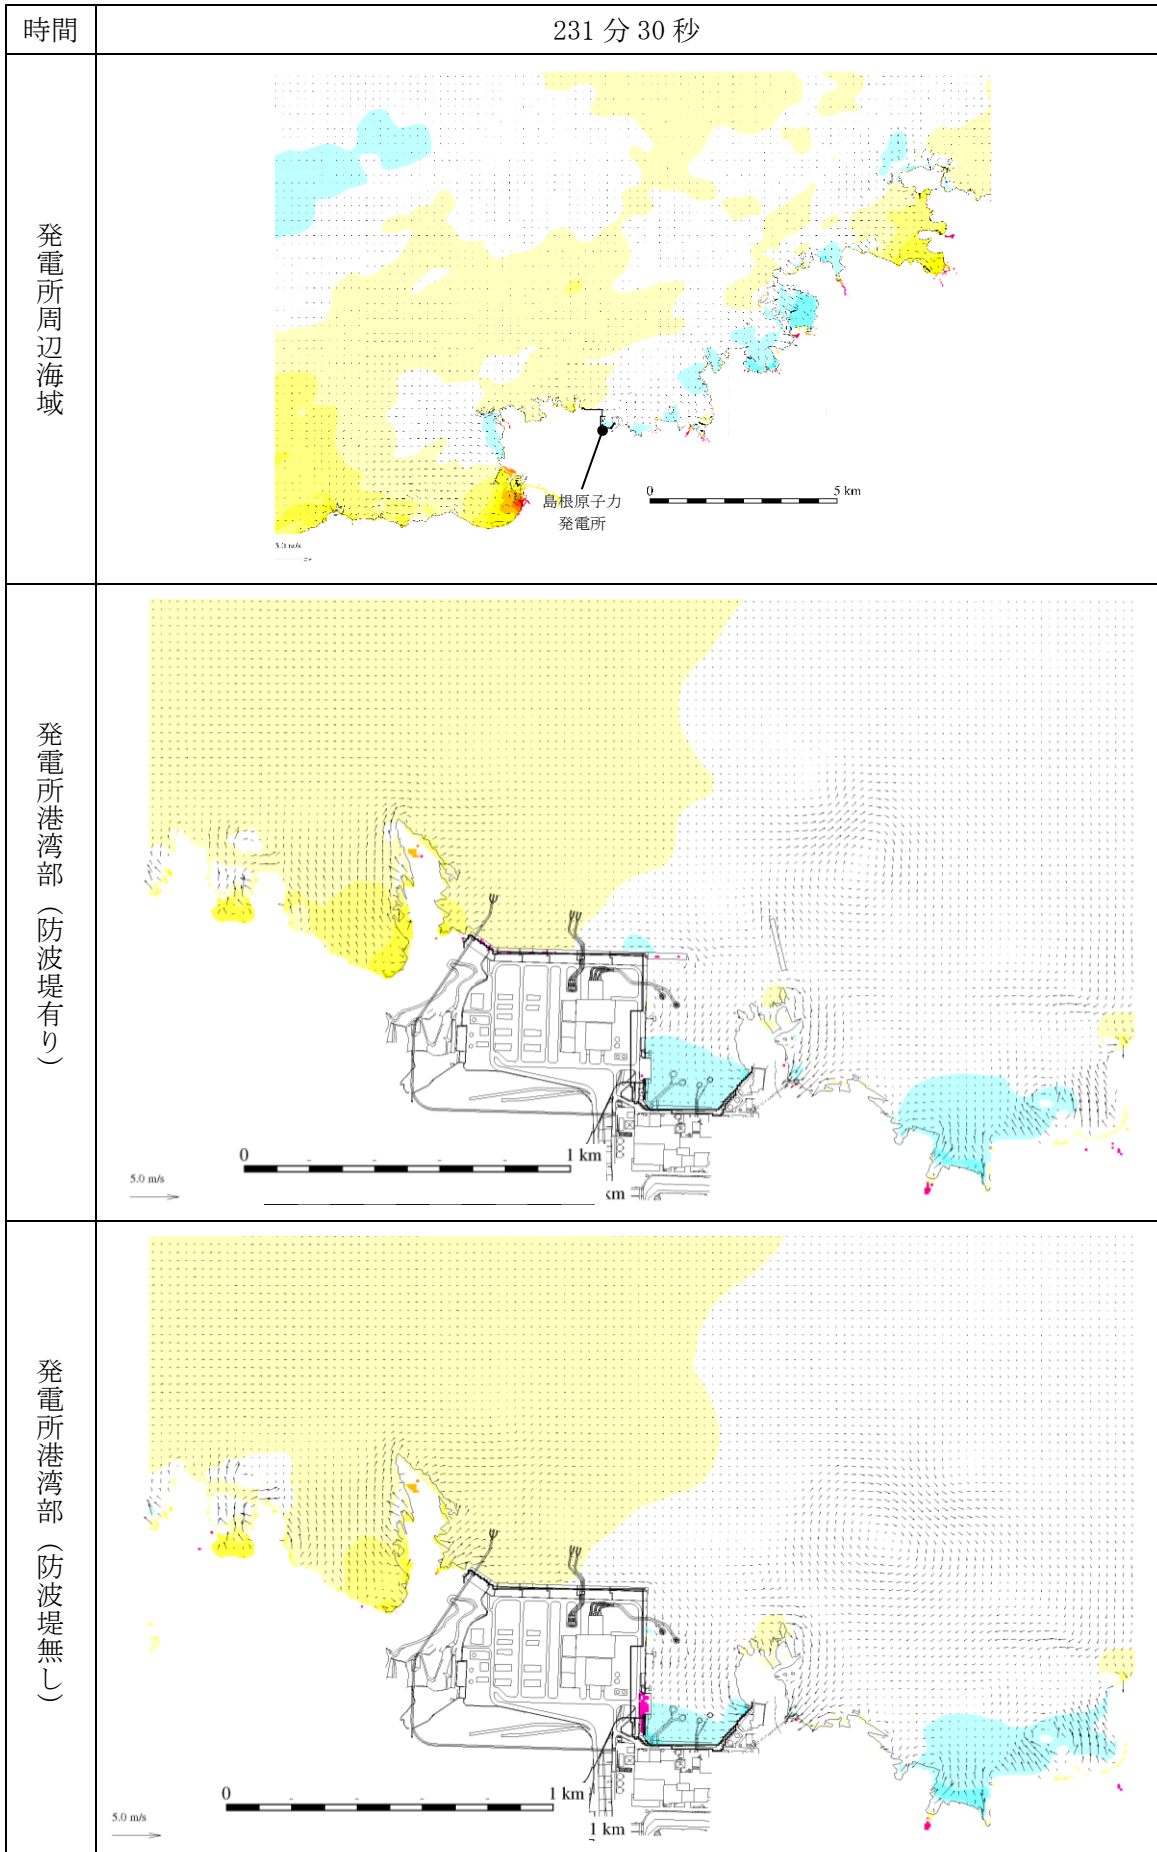 時間
231 分 30 秒
発電所周辺海域
島根原子力
発電所
0
5 km
5.0 m/s
発電所港湾部（防波堤有り）
0
1 km
km
5.0 m/s
発電所港湾部（防波堤無し）
0
1 km
1 km
5.0 m/s